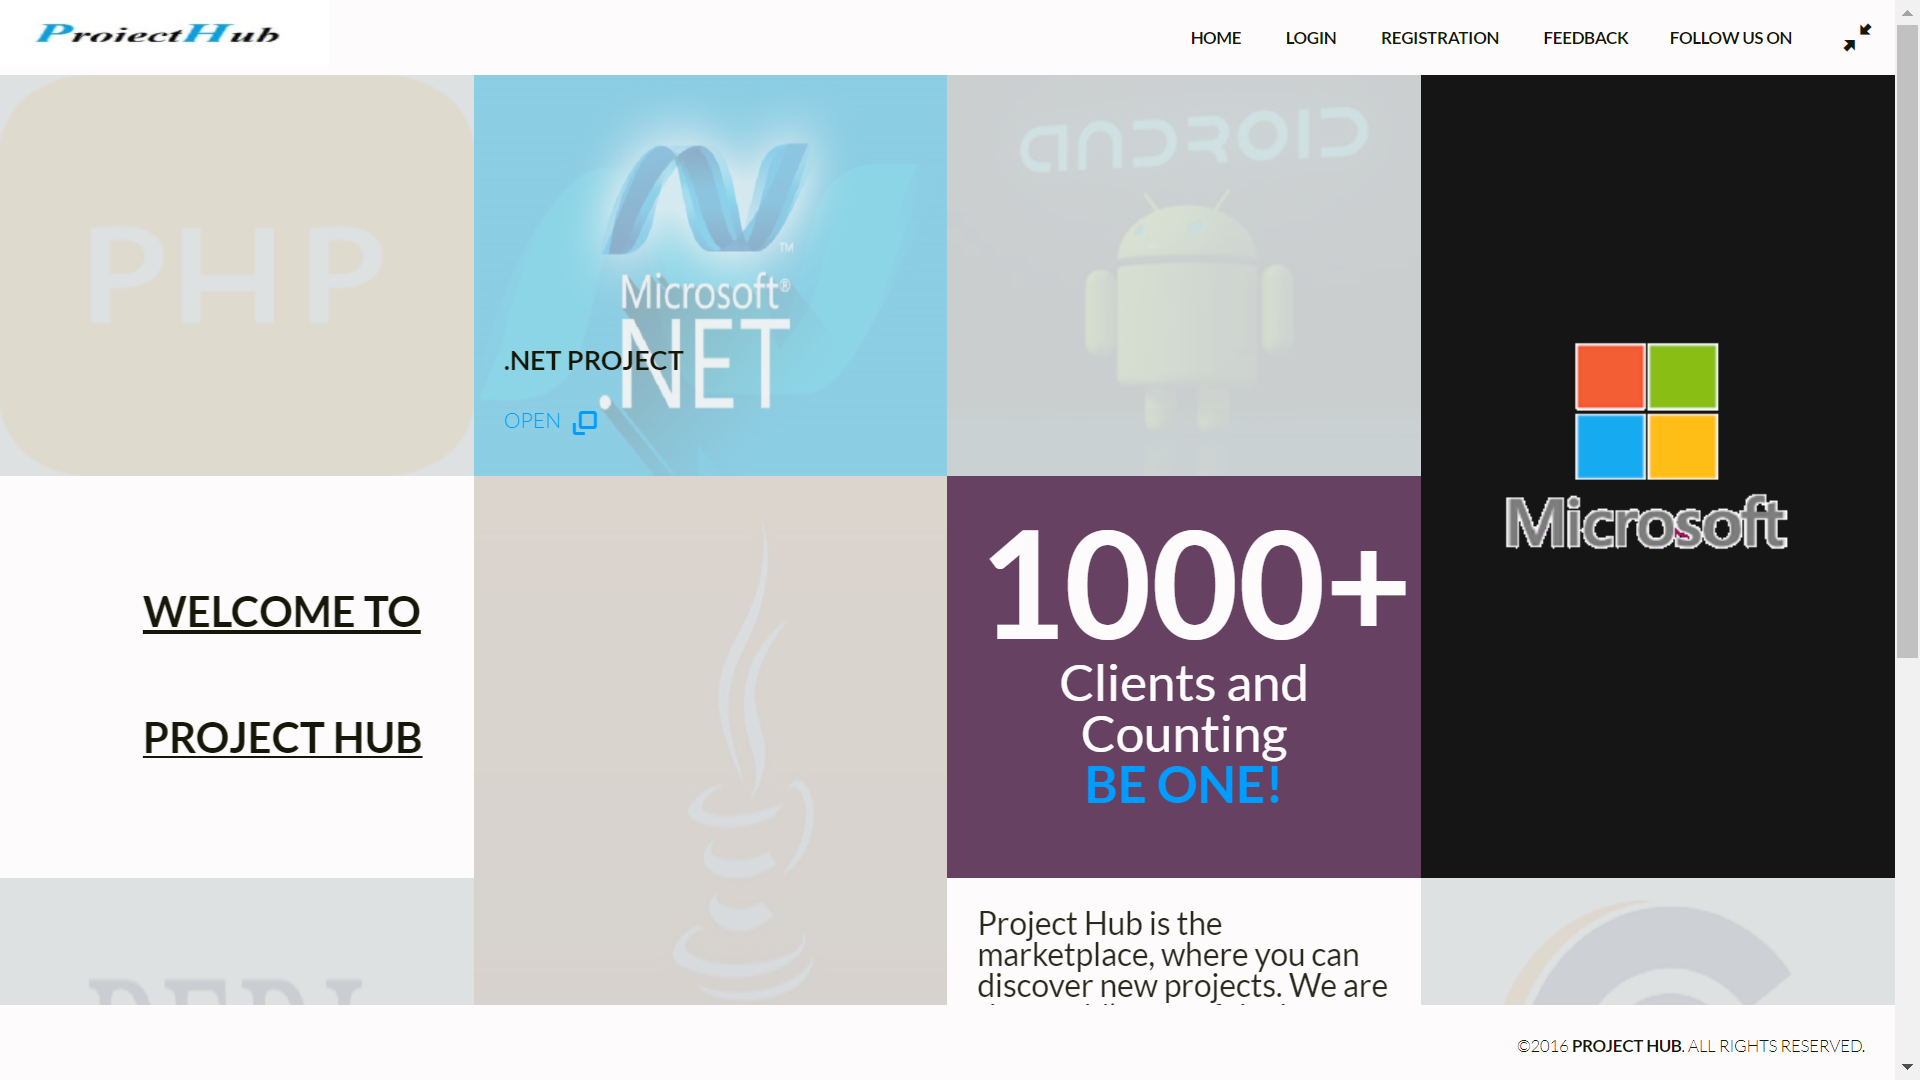 ProjectHub
HOME
LOGIN
REGISTRATION
FEEDBACK
FOLLOW US ON
PHP
TM
Microsoft®
.NET
.NET PROJECT
OPEN
ANDROID
Microsoft
WELCOME TO
PROJECT HUB
1000+
Clients and
Counting
BE ONE!
Project Hub is the
marketplace, where you can
discover new projects. We are
©2016 PROJECT HUB. ALL RIGHTS RESERVED.